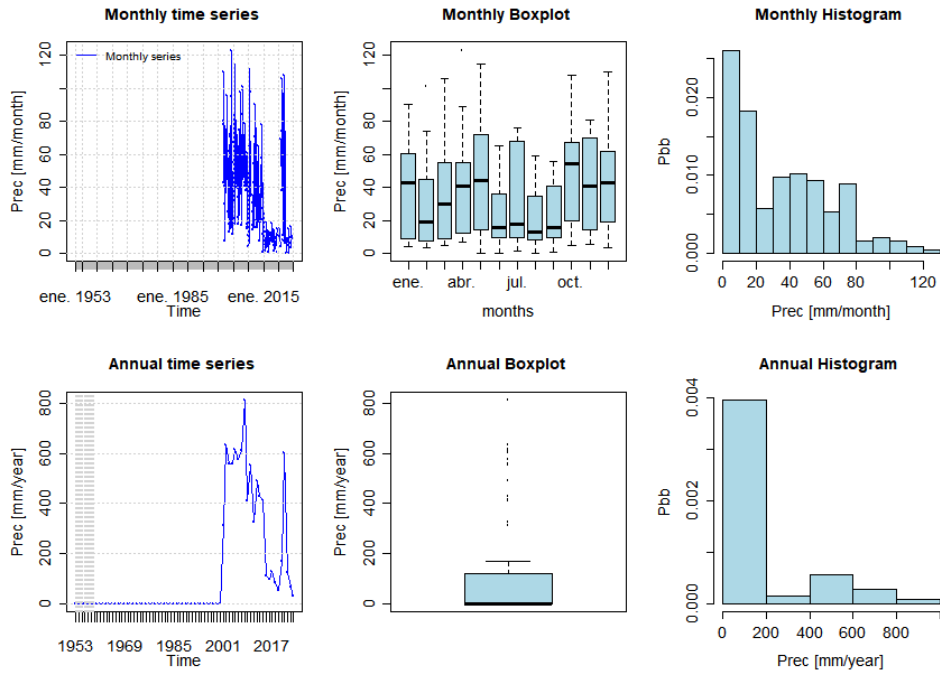 Monthly time series
Prec [mm/month]
0 20 40 60 80 120
Monthly series
ene. 1953 ene. 1985 ene. 2015
Time
Monthly Boxplot
Prec [mm/month]
0 20 40 60 80 120
ene. abr. jul. oct.
months
Monthly Histogram
Pbb
0.000 0.010 0.020
0 20 40 60 80 120
Prec [mm/month]
Annual time series
Prec [mm/year]
0 200 400 600 800
1953 1969 1985 2001 2017
Time
Annual Boxplot
Prec [mm/year]
0 200 400 600 800
Annual Histogram
Pbb
0.000 0.002 0.004
0 200 400 600 800
Prec [mm/year]